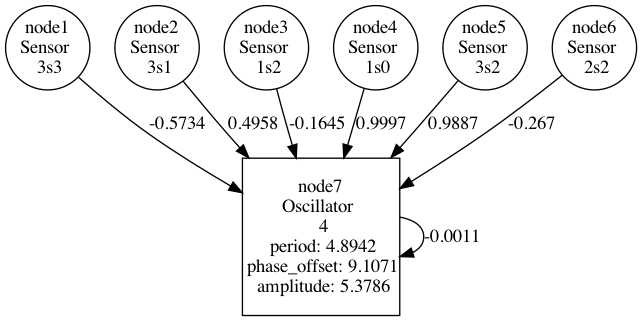 node1
Sensor
3s3
node2
Sensor
3s1
node3
Sensor
1s2
node4
Sensor
1s0
node5
Sensor
3s2
node6
Sensor
2s2
-0.5734
0.4958
-0.1645
0.9997
0.9887
-0.267
node7
Oscillator
4
period: 4.8942
phase_offset: 9.1071
amplitude: 5.3786
-0.0011